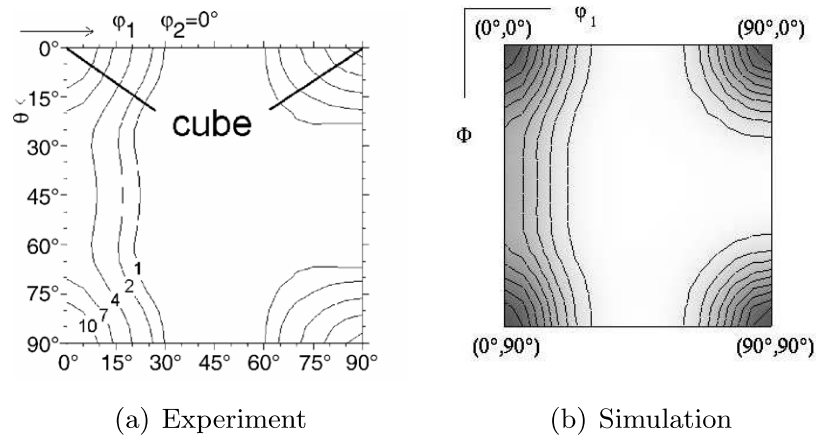 φ₁ φ₂=0°
0°
15°
30°
45°
60°
75°
90°
θ <
cube
1
2
4
7
10
0° 15° 30° 45° 60° 75° 90°
(a) Experiment
φ₁
(0°,0°) (90°,0°)
Φ
(0°,90°) (90°,90°)
(b) Simulation